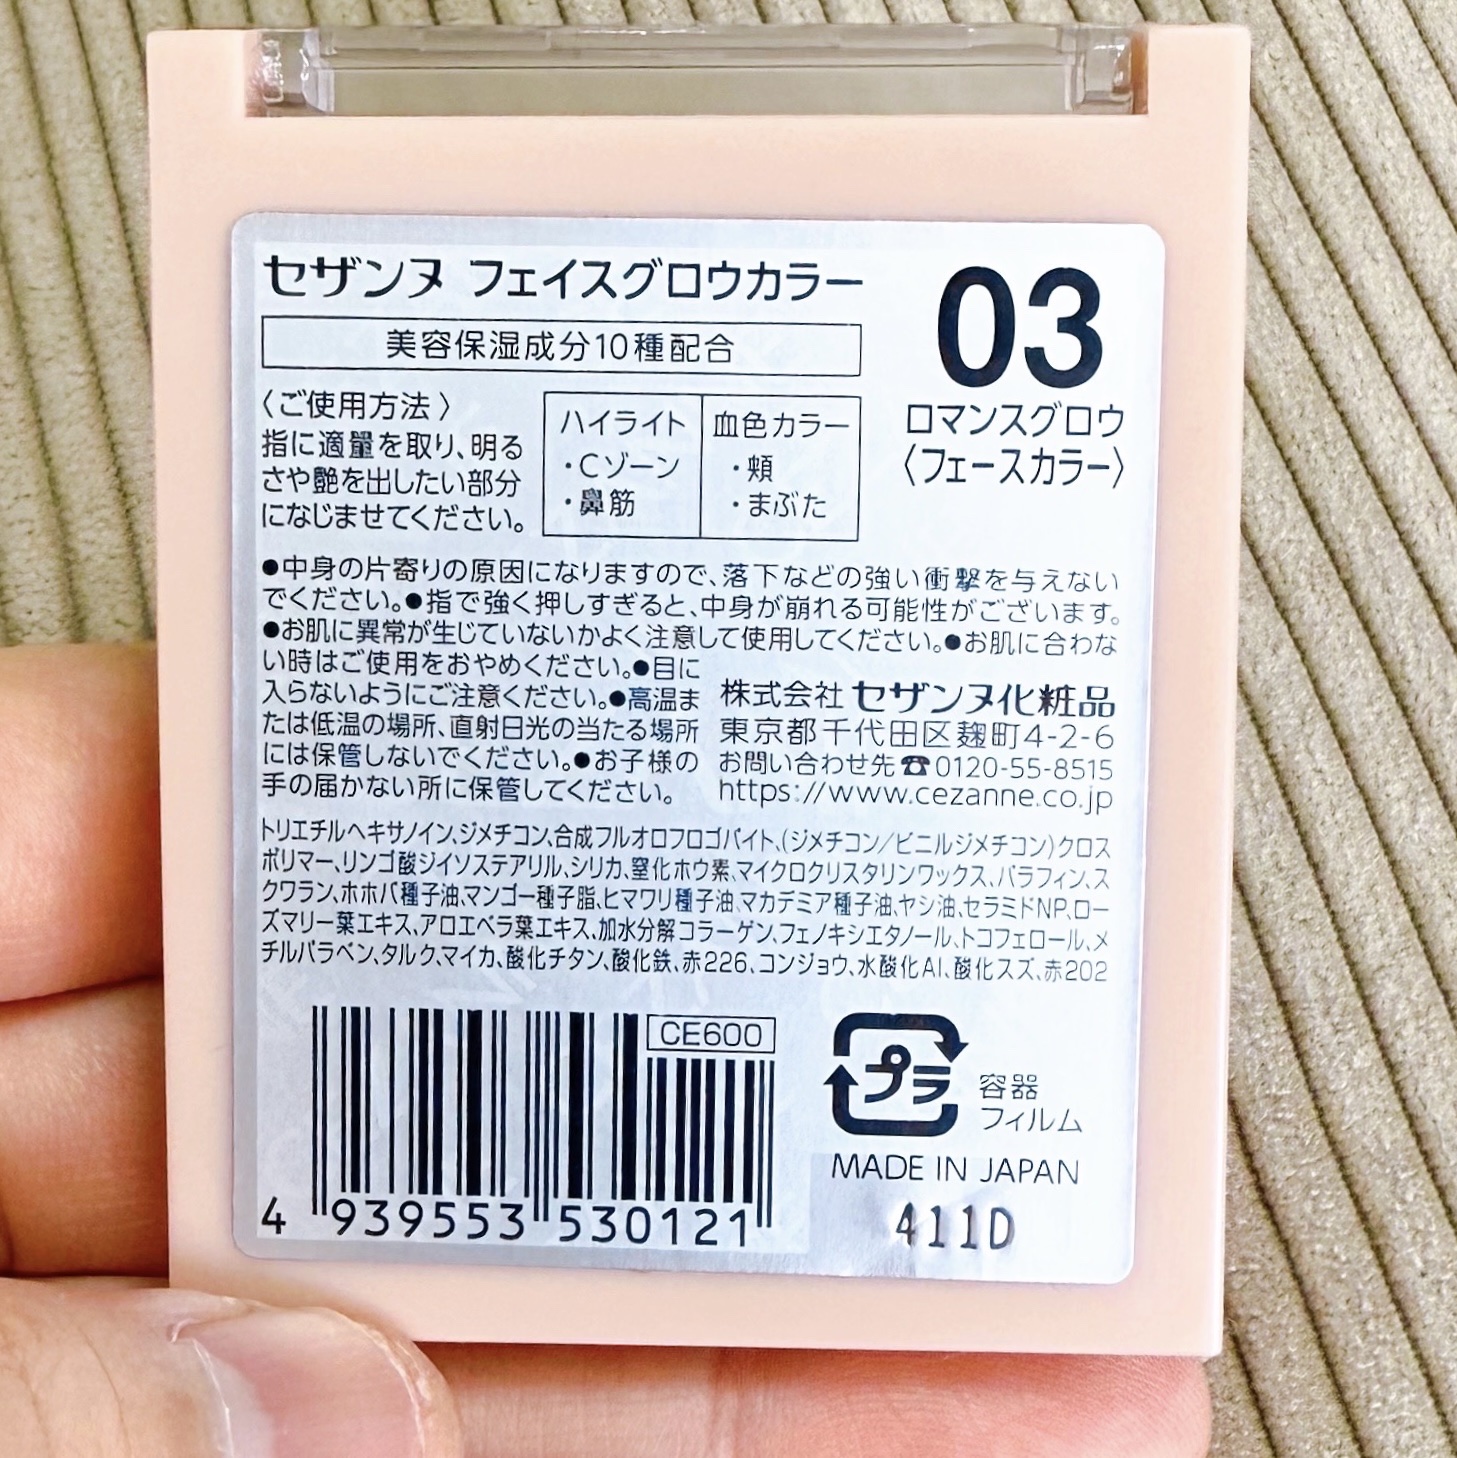 セザンヌ フェイスグロウカラー
美容保湿成分10種配合
03
ロマンスグロウ
〈フェースカラー〉
〈ご使用方法〉
指に適量を取り、明る
さや艶を出したい部分
になじませてください。
ハイライト
・Cゾーン
・鼻筋
血色カラー
・頬
・まぶた
●中身の片寄りの原因になりますので、落下などの強い衝撃を与えない
でください。●指で強く押しすぎると、中身が崩れる可能性がございます。
●お肌に異常が生じていないかよく注意して使用してください。●お肌に合わな
い時はご使用をおやめください。●目に
入らないようにご注意ください。●高温ま
たは低温の場所、直射日光の当たる場所
には保管しないでください。●お子様の
手の届かない所に保管してください。
株式会社 セザンヌ化粧品
東京都千代田区麹町4-2-6
お問い合わせ先☎0120-55-8515
https://www.cezanne.co.jp
トリエチルヘキサノイン、ジメチコン、合成フルオロフロゴパイト、(ジメチコン/ビニルジメチコン)クロス
ポリマー、リンゴ酸ジイソステアリル、シリカ、窒化ホウ素、マイクロクリスタリンワックス、パラフィン、ス
クワラン、ホホバ種子油、マンゴー種子脂、ヒマワリ種子油、マカデミア種子油、ヤシ油、セラミドNP、ロー
ズマリー葉エキス、アロエベラ葉エキス、加水分解コラーゲン、フェノキシエタノール、トコフェロール、メ
チルパラベン、タルク、マイカ、酸化チタン、酸化鉄、赤226、コンジョウ、水酸化Al、酸化スズ、赤202
CE600
4 939553 530121
プラ
容器
フィルム
MADE IN JAPAN
411D